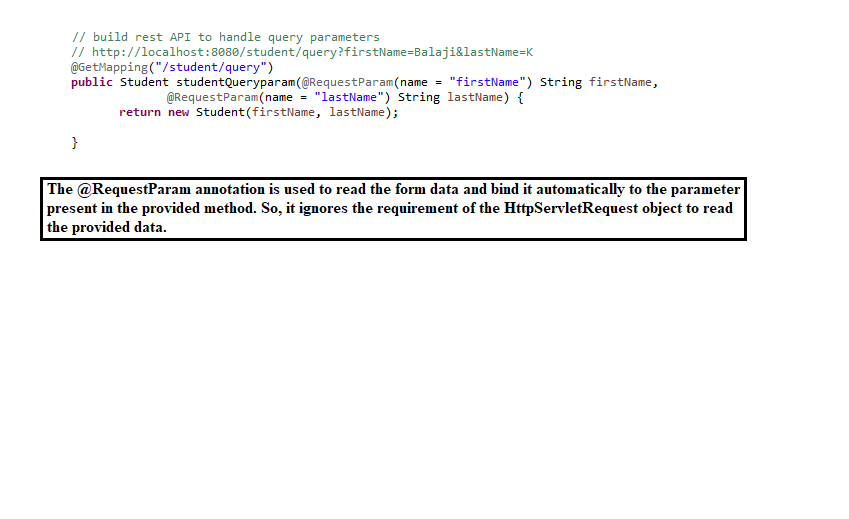 // build rest API to handle query parameters
// http://localhost:8080/student/query?firstName=Balaji&lastName=K
@GetMapping("/student/query")
public Student studentQueryparam(@RequestParam(name = "firstName") String firstName,
@RequestParam(name = "lastName") String lastName) {
return new Student(firstName, lastName);
}
The @RequestParam annotation is used to read the form data and bind it automatically to the parameter
present in the provided method. So, it ignores the requirement of the HttpServletRequest object to read
the provided data.